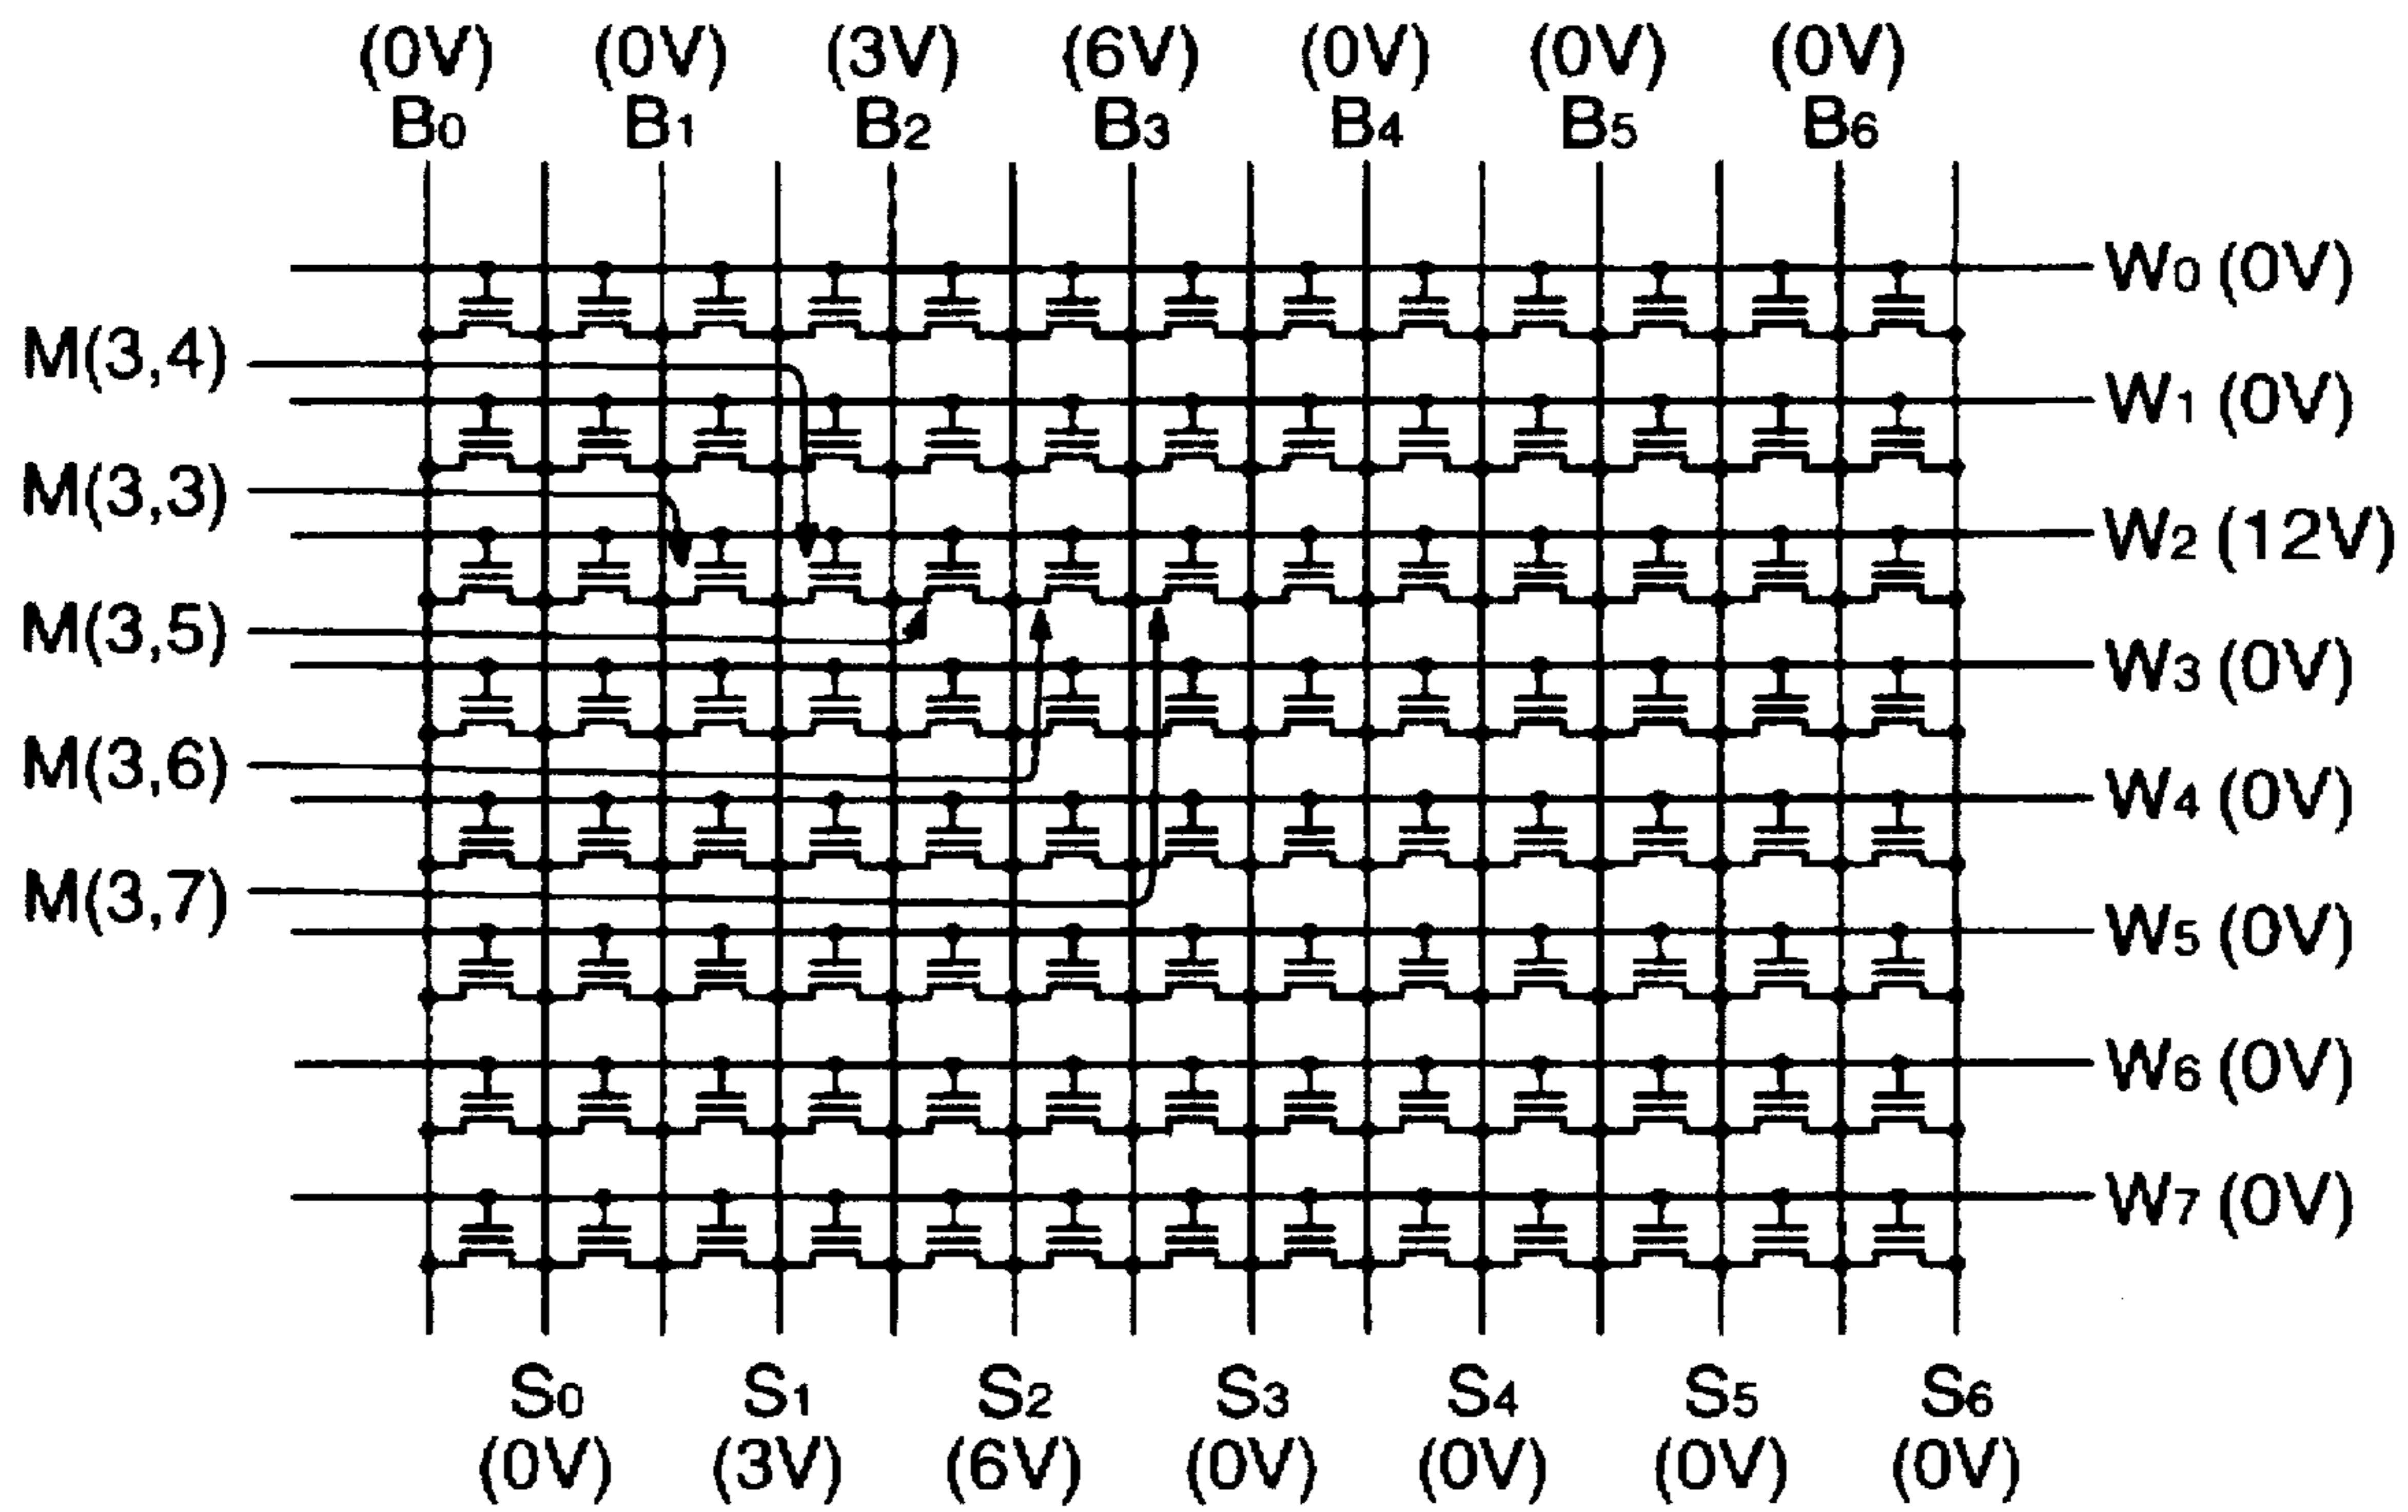 (0V) (0V) (3V) (6V) (0V) (0V) (0V)
B0 B1 B2 B3 B4 B5 B6
W0 (0V)
M(3,4)
W1 (0V)
M(3,3)
W2 (12V)
M(3,5)
W3 (0V)
M(3,6)
W4 (0V)
M(3,7)
W5 (0V)
W6 (0V)
W7 (0V)
S0 S1 S2 S3 S4 S5 S6
(0V) (3V) (6V) (0V) (0V) (0V) (0V)